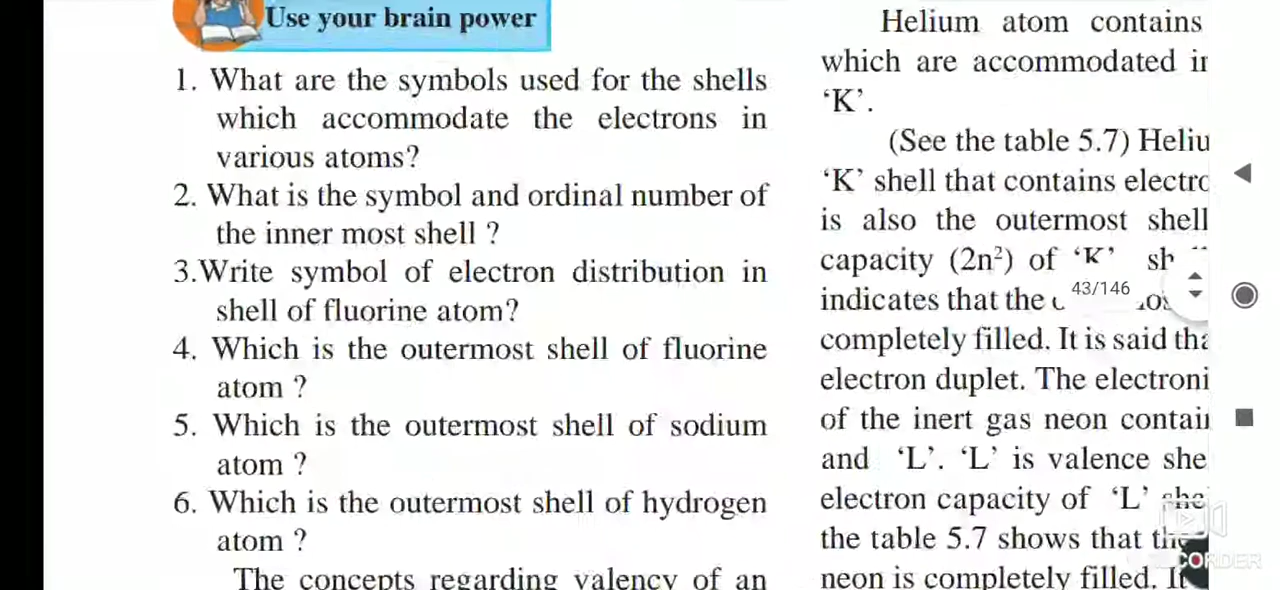 Use your brain power
1. What are the symbols used for the shells
which accommodate the electrons in
various atoms?
2. What is the symbol and ordinal number of
the inner most shell ?
3.Write symbol of electron distribution in
shell of fluorine atom?
4. Which is the outermost shell of fluorine
atom ?
5. Which is the outermost shell of sodium
atom ?
6. Which is the outermost shell of hydrogen
atom ?
The concepts regarding valency of an
Helium atom contains
which are accommodated
‘K’.
(See the table 5.7)
‘K’ shell that contains
is also the outermost shell
capacity (2n²) of ‘K’
indicates that the
completely filled. It is said
electron duplet. The
of the inert gas neon
and ‘L’. ‘L’ is valence
electron capacity of ‘L’
the table 5.7 shows that
neon is completely filled. It
43/146